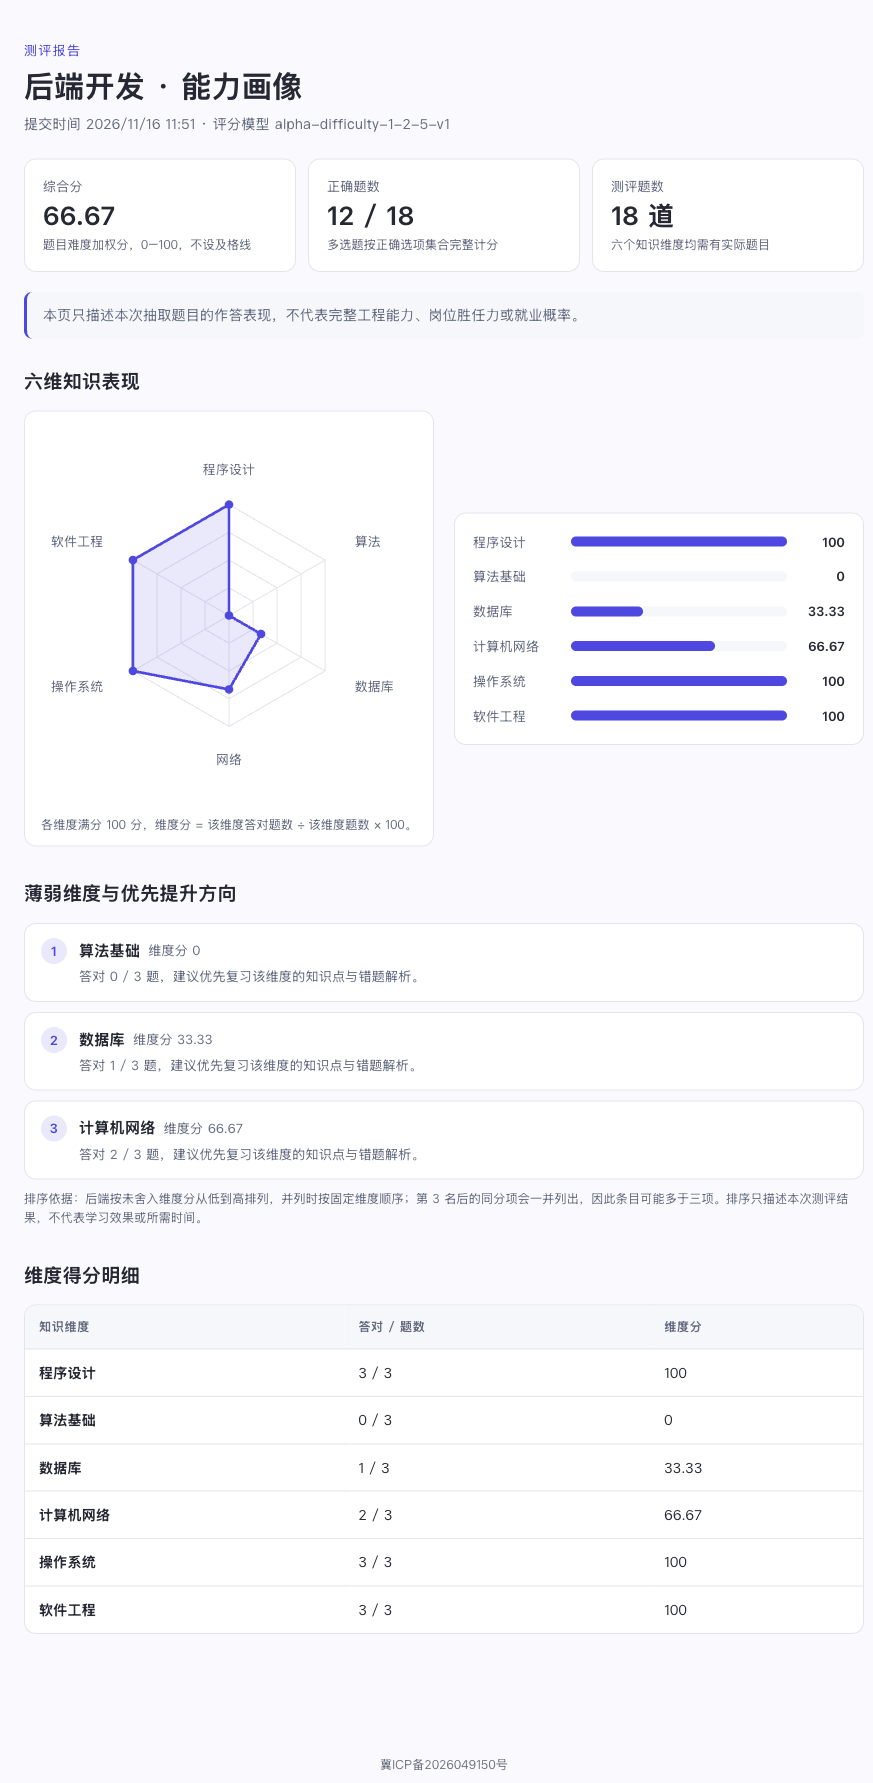 测评报告
后端开发 · 能力画像
提交时间 2026/11/16 11:51 · 评分模型 alpha-difficulty-1-2-5-v1
综合分
66.67
题目难度加权分，0—100，不设及格线
正确题数
12 / 18
多选题按正确选项集合完整计分
测评题数
18 道
六个知识维度均需有实际题目
本页只描述本次抽取题目的作答表现，不代表完整工程能力、岗位胜任力或就业概率。
六维知识表现
程序设计
软件工程
算法
操作系统
数据库
网络
各维度满分 100 分，维度分 = 该维度答对题数 ÷ 该维度题数 × 100。
程序设计 100
算法基础 0
数据库 33.33
计算机网络 66.67
操作系统 100
软件工程 100
薄弱维度与优先提升方向
1 算法基础 维度分 0
答对 0 / 3 题，建议优先复习该维度的知识点与错题解析。
2 数据库 维度分 33.33
答对 1 / 3 题，建议优先复习该维度的知识点与错题解析。
3 计算机网络 维度分 66.67
答对 2 / 3 题，建议优先复习该维度的知识点与错题解析。
排序依据：后端按未舍入维度分从低到高排列，并列时按固定维度顺序；第 3 名后的同分项会一并列出，因此条目可能多于三项。排序只描述本次测评结
果，不代表学习效果或所需时间。
维度得分明细
知识维度 答对 / 题数 维度分
程序设计 3 / 3 100
算法基础 0 / 3 0
数据库 1 / 3 33.33
计算机网络 2 / 3 66.67
操作系统 3 / 3 100
软件工程 3 / 3 100
冀ICP备2026049150号